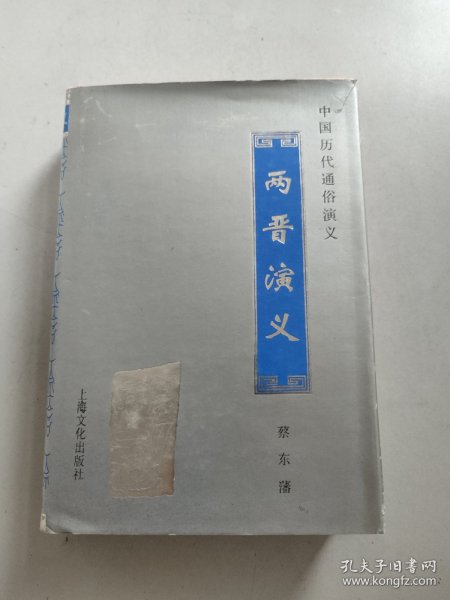 中国历代通俗演义
两晋演义
蔡东藩
上海文化出版社
孔夫子旧书网
www.kongfz.com